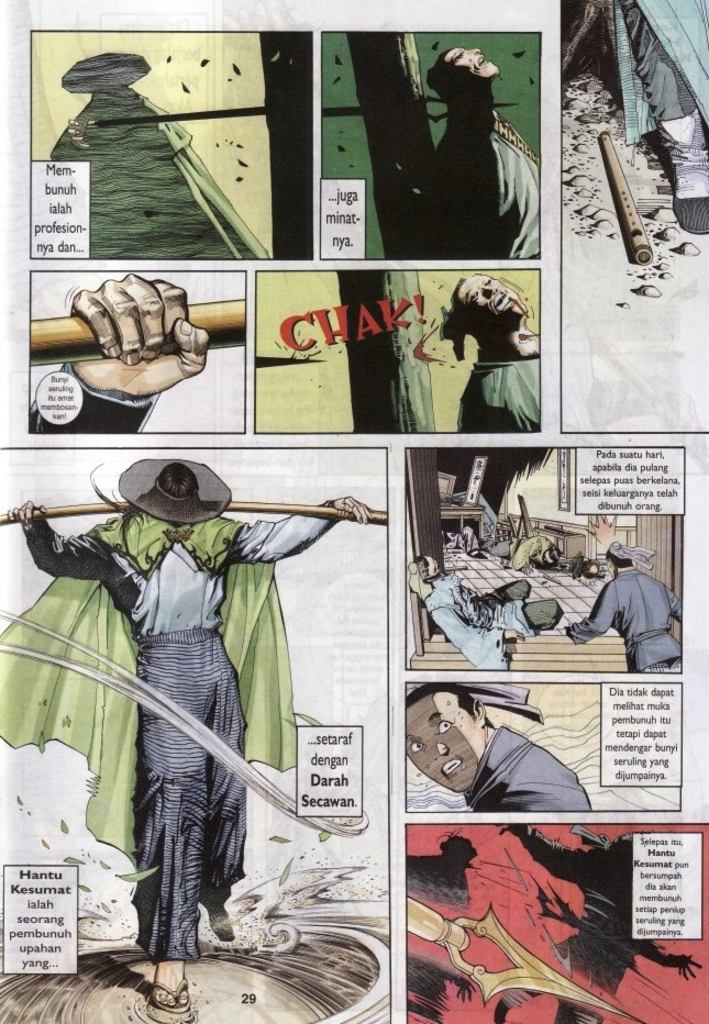 Mem-
bunuh
ialah
profesion-
nya dan...
...juga
minat-
nya.
Bunyi
seruling
itu amat
membosan-
kan!
CHAK!
Hantu
Kesumat
ialah
seorang
pembunuh
upahan
yang...
...setaraf
dengan
Darah
Secawan.
Pada suatu hari,
apabila dia pulang
selepas berkelana,
seisi keluarganya telah
dibunuh orang.
Dia tidak dapat
melihat muka
pembunuh itu
tetapi dapat
mendengar bunyi
seruling yang
dijumpainya.
Selepas itu,
Hantu
Kesumat pun
bersumpah
dia akan
membunuh
setiap peniup
seruling yang
dijumpainya.
29